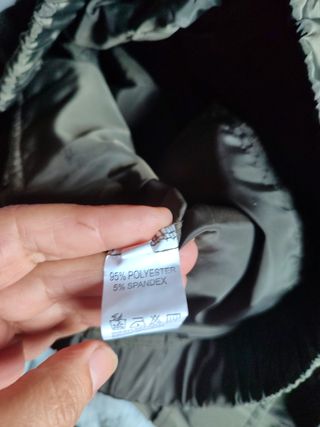 95% POLYESTER
5% SPANDEX